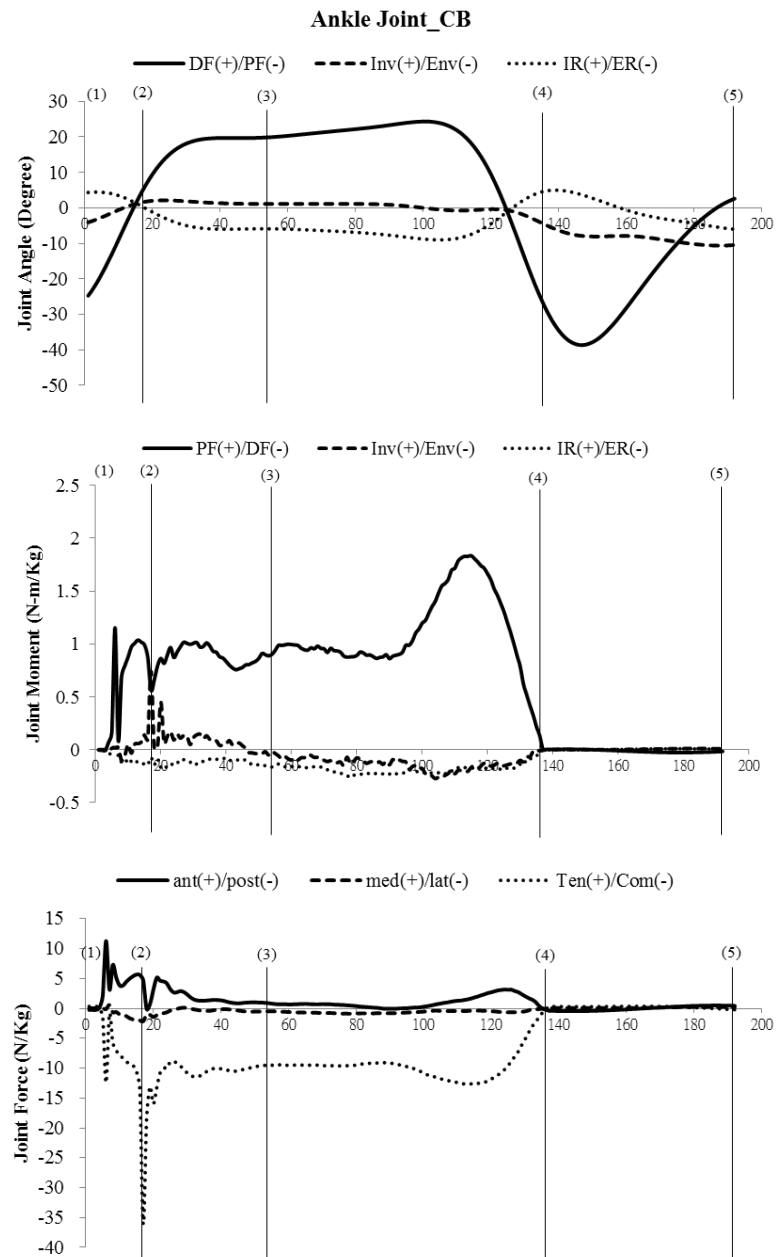 Ankle Joint_CB
DF(+)/PF(-) Inv(+)/Env(-) IR(+)/ER(-)
(1) (2) (3) (4) (5)
30
20
10
0
-10
-20
-30
-40
-50
0 20 40 60 80 100 120 140 160 180 200
Joint Angle (Degree)
PF(+)/DF(-) Inv(+)/Env(-) IR(+)/ER(-)
(1) (2) (3) (4) (5)
2.5
2
1.5
1
0.5
0
-0.5
0 20 40 60 80 100 120 140 160 180 200
Joint Moment (N-m/Kg)
ant(+)/post(-) med(+)/lat(-) Ten(+)/Com(-)
(1) (2) (3) (4) (5)
15
10
5
0
-5
-10
-15
-20
-25
-30
-35
-40
0 20 40 60 80 100 120 140 160 180 200
Joint Force (N/Kg)